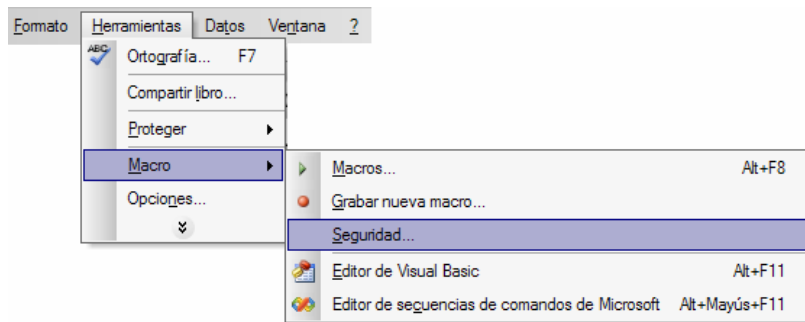 Formato Herramientas Datos Ventana ?
ABC Ortografía... F7
Compartir libro...
Proteger
Macro
Opciones...
Macros... Alt+F8
Grabar nueva macro...
Seguridad...
Editor de Visual Basic Alt+F11
Editor de secuencias de comandos de Microsoft Alt+Mayús+F11